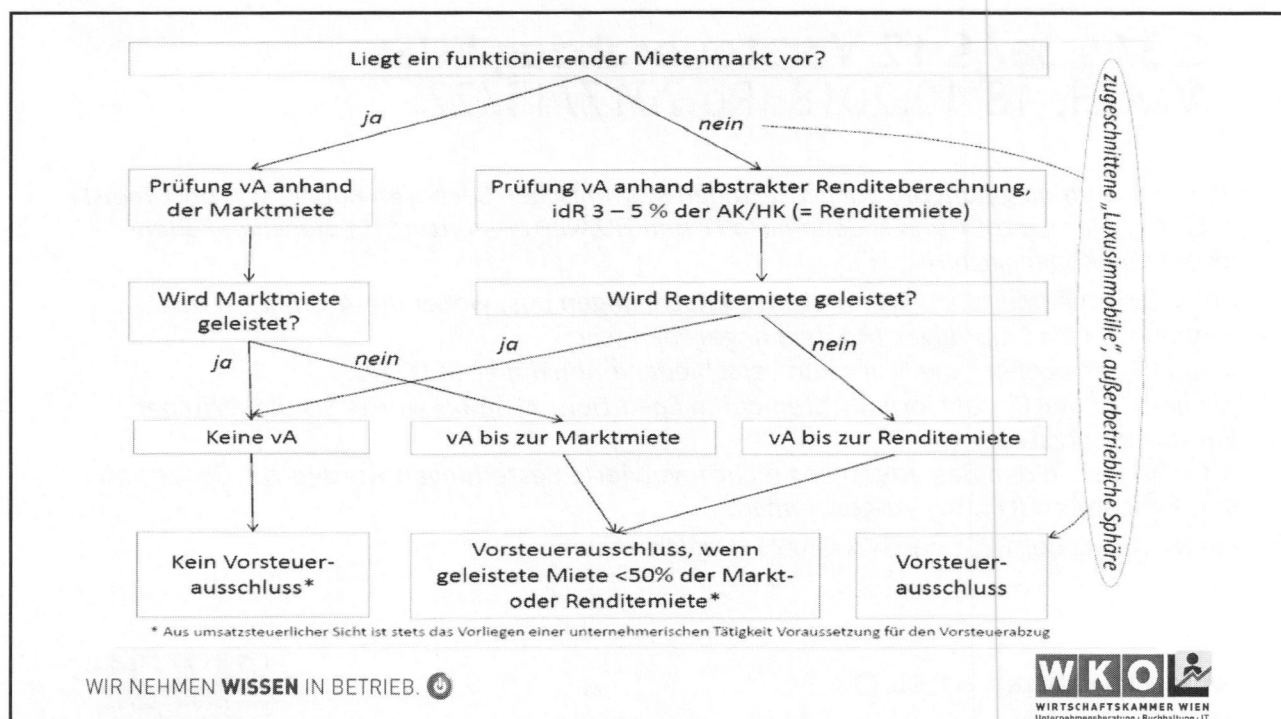 Liegt ein funktionierender Mietenmarkt vor?
ja
nein
Prüfung vA anhand
der Marktmiete
Prüfung vA anhand abstrakter Renditeberechnung,
idR 3 – 5 % der AK/HK (= Renditemiete)
Wird Marktmiete
geleistet?
Wird Renditemiete geleistet?
ja
nein
ja
nein
Keine vA
vA bis zur Marktmiete
vA bis zur Renditemiete
Kein Vorsteuer-
ausschluss*
Vorsteuerausschluss, wenn
geleistete Miete <50% der Markt-
oder Renditemiete*
Vorsteuer-
ausschluss
zugeschnittene „Luxusimmobilie", außerbetriebliche Sphäre
* Aus umsatzsteuerlicher Sicht ist stets das Vorliegen einer unternehmerischen Tätigkeit Voraussetzung für den Vorsteuerabzug
WIR NEHMEN WISSEN IN BETRIEB.
WKO
WIRTSCHAFTSKAMMER WIEN
Unternehmensberatung · Buchhaltung · IT